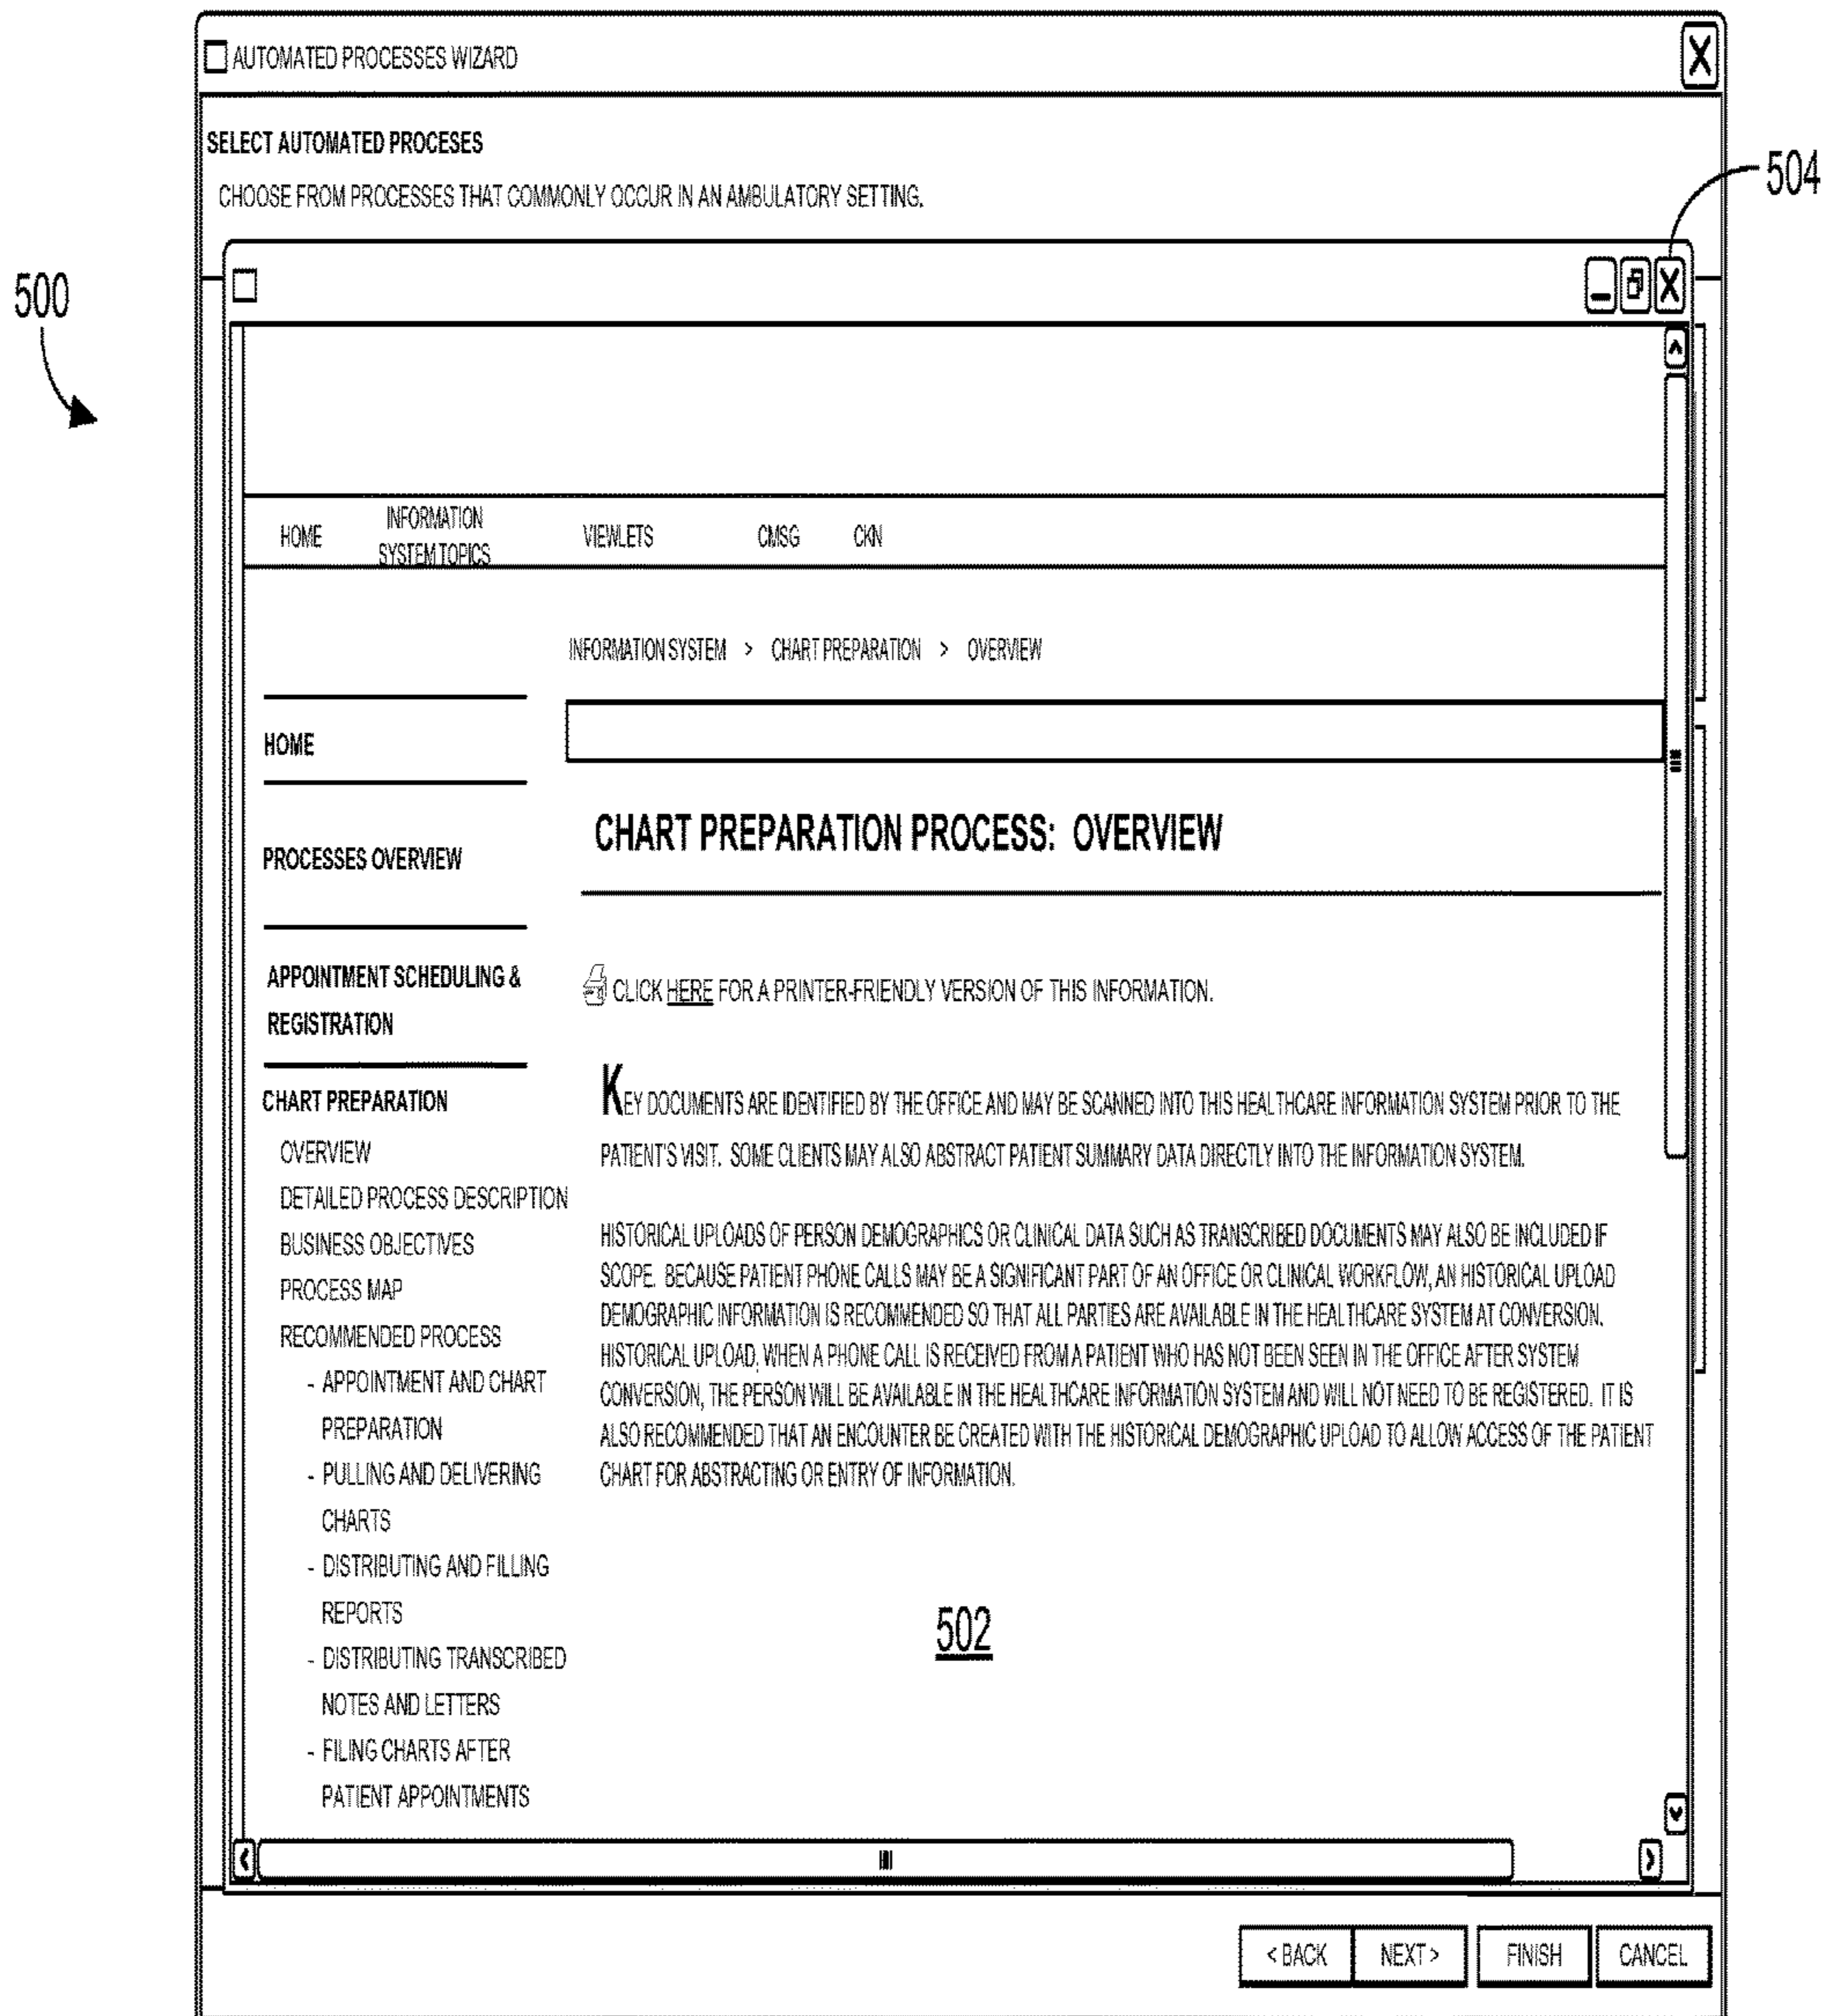 AUTOMATED PROCESSES WIZARD
X
SELECT AUTOMATED PROCESES
CHOOSE FROM PROCESSES THAT COMMONLY OCCUR IN AN AMBULATORY SETTING.
504
500
X
HOME
INFORMATION
SYSTEM TOPICS
VIEWLETS
CMSG
CKN
INFORMATION SYSTEM > CHART PREPARATION > OVERVIEW
HOME
PROCESSES OVERVIEW
APPOINTMENT SCHEDULING &
REGISTRATION
CHART PREPARATION
OVERVIEW
DETAILED PROCESS DESCRIPTION
BUSINESS OBJECTIVES
PROCESS MAP
RECOMMENDED PROCESS
- APPOINTMENT AND CHART
PREPARATION
- PULLING AND DELIVERING
CHARTS
- DISTRIBUTING AND FILLING
REPORTS
- DISTRIBUTING TRANSCRIBED
NOTES AND LETTERS
- FILING CHARTS AFTER
PATIENT APPOINTMENTS
CHART PREPARATION PROCESS: OVERVIEW
CLICK HERE FOR A PRINTER-FRIENDLY VERSION OF THIS INFORMATION.
KEY DOCUMENTS ARE IDENTIFIED BY THE OFFICE AND MAY BE SCANNED INTO THIS HEALTHCARE INFORMATION SYSTEM PRIOR TO THE
PATIENT'S VISIT. SOME CLIENTS MAY ALSO ABSTRACT PATIENT SUMMARY DATA DIRECTLY INTO THE INFORMATION SYSTEM.
HISTORICAL UPLOADS OF PERSON DEMOGRAPHICS OR CLINICAL DATA SUCH AS TRANSCRIBED DOCUMENTS MAY ALSO BE INCLUDED IF
SCOPE. BECAUSE PATIENT PHONE CALLS MAY BE A SIGNIFICANT PART OF AN OFFICE OR CLINICAL WORKFLOW, AN HISTORICAL UPLOAD
DEMOGRAPHIC INFORMATION IS RECOMMENDED SO THAT ALL PARTIES ARE AVAILABLE IN THE HEALTHCARE SYSTEM AT CONVERSION.
HISTORICAL UPLOAD, WHEN A PHONE CALL IS RECEIVED FROM A PATIENT WHO HAS NOT BEEN SEEN IN THE OFFICE AFTER SYSTEM
CONVERSION, THE PERSON WILL BE AVAILABLE IN THE HEALTHCARE INFORMATION SYSTEM AND WILL NOT NEED TO BE REGISTERED. IT IS
ALSO RECOMMENDED THAT AN ENCOUNTER BE CREATED WITH THE HISTORICAL DEMOGRAPHIC UPLOAD TO ALLOW ACCESS OF THE PATIENT
CHART FOR ABSTRACTING OR ENTRY OF INFORMATION.
502
< BACK
NEXT >
FINISH
CANCEL